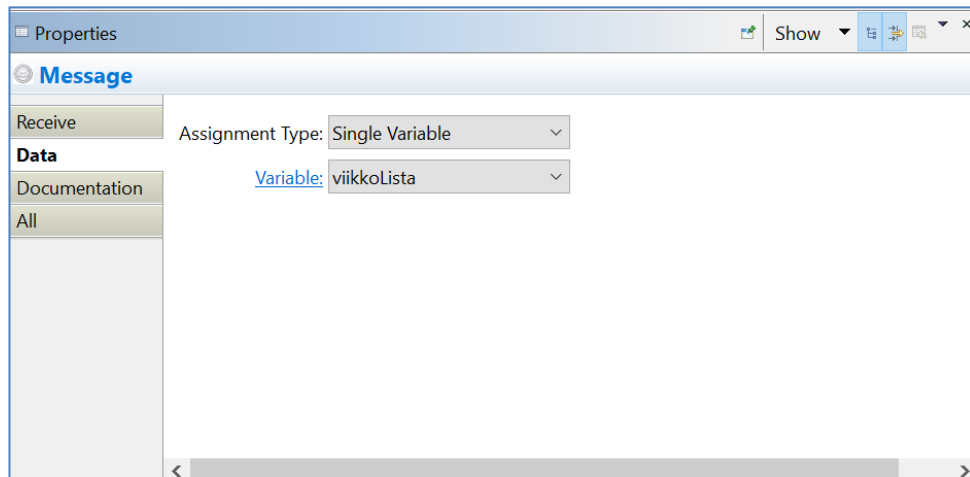 Properties
Show
Message
Receive
Data
Documentation
All
Assignment Type: Single Variable
Variable: viikkoLista